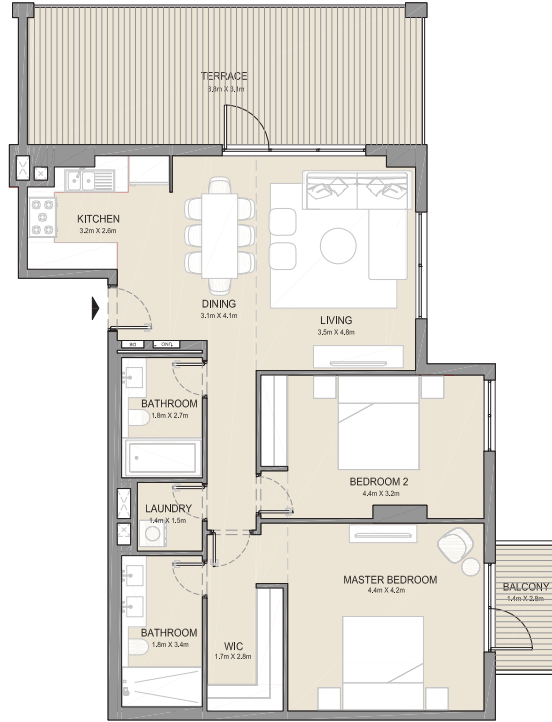 TERRACE
9.8m X 3.1m
KITCHEN
3.2m X 2.6m
DINING
3.1m X 4.1m
LIVING
3.5m X 4.8m
DB
BATHROOM
1.8m X 2.7m
BEDROOM 2
4.4m X 3.2m
LAUNDRY
1.4m X 1.5m
MASTER BEDROOM
4.4m X 4.2m
BALCONY
1.4m X 2.8m
BATHROOM
1.8m X 3.4m
WIC
1.7m X 2.8m